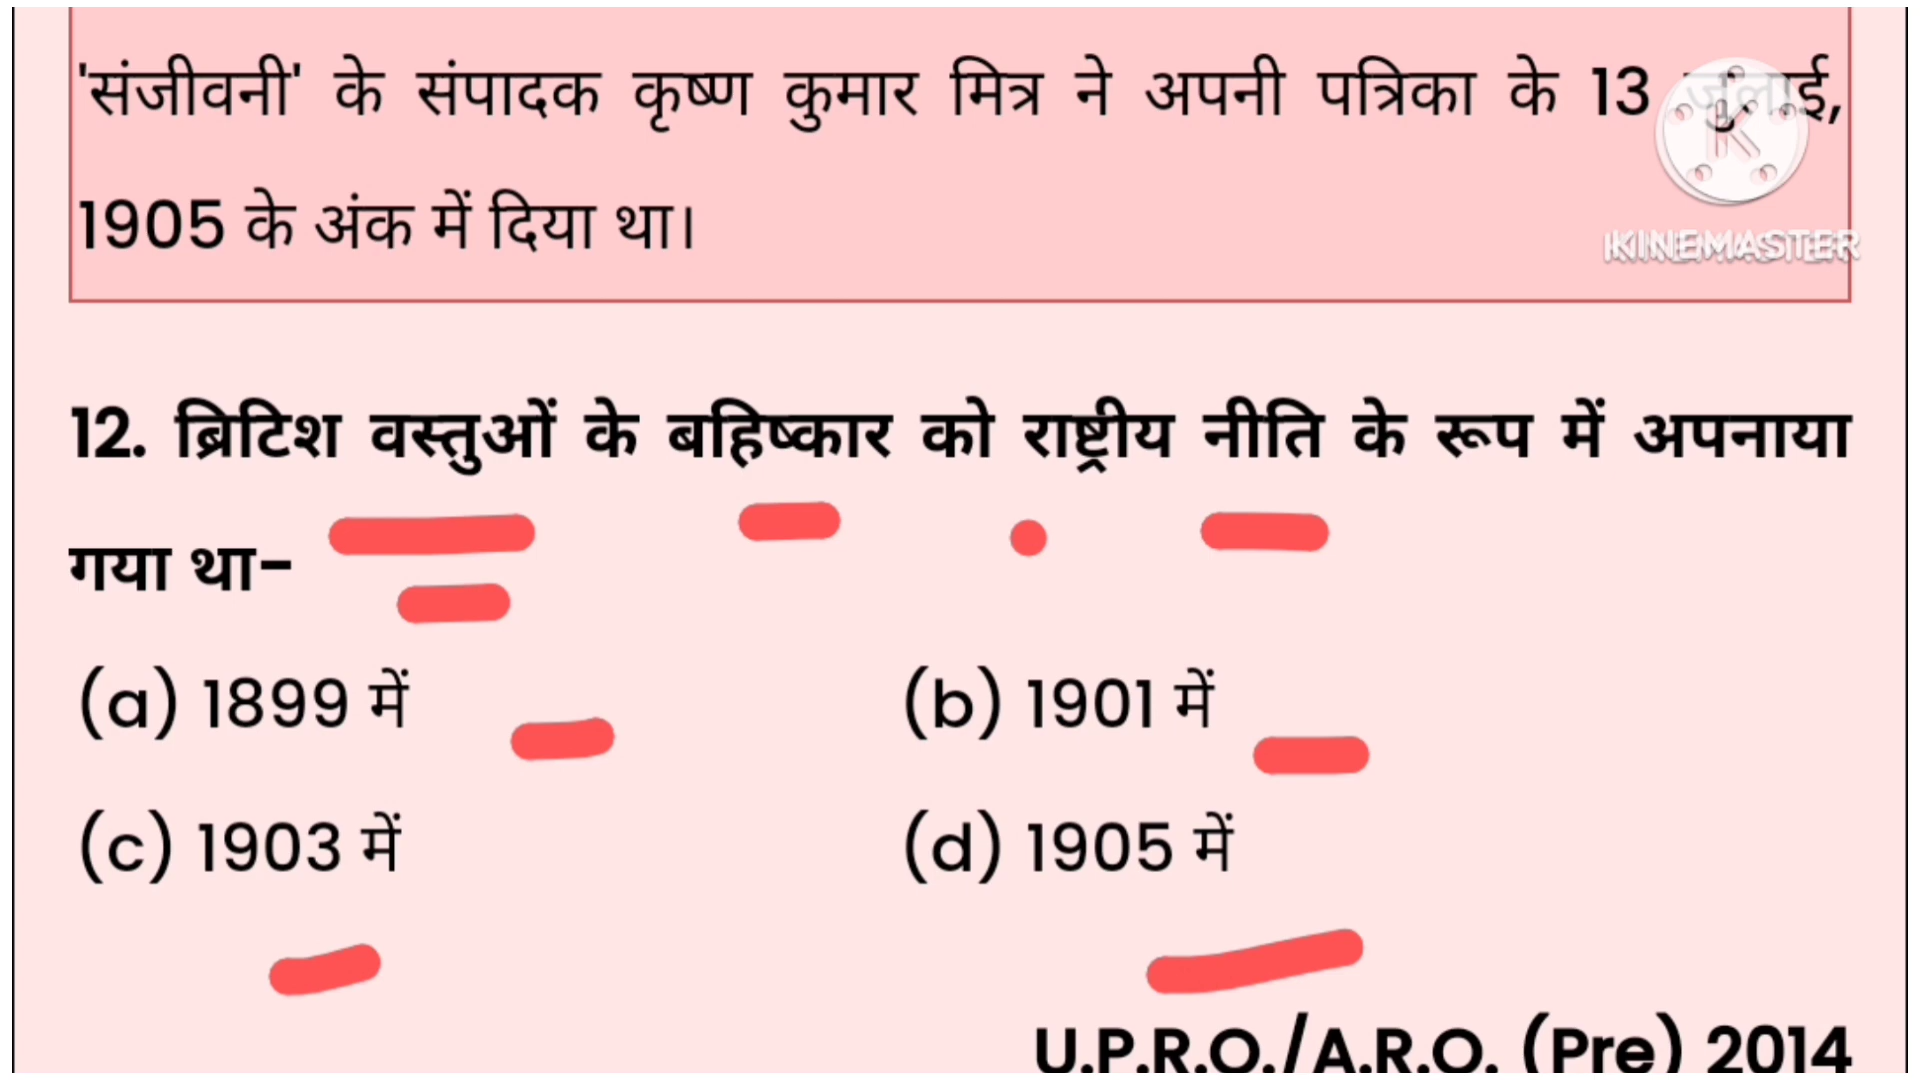 'संजीवनी' के संपादक कृष्ण कुमार मित्र ने अपनी पत्रिका के 13 जुलाई,
1905 के अंक में दिया था।
KINEMASTER
12. ब्रिटिश वस्तुओं के बहिष्कार को राष्ट्रीय नीति के रूप में अपनाया
गया था-
(a) 1899 में (b) 1901 में
(c) 1903 में (d) 1905 में
U.P.R.O./A.R.O. (Pre) 2014